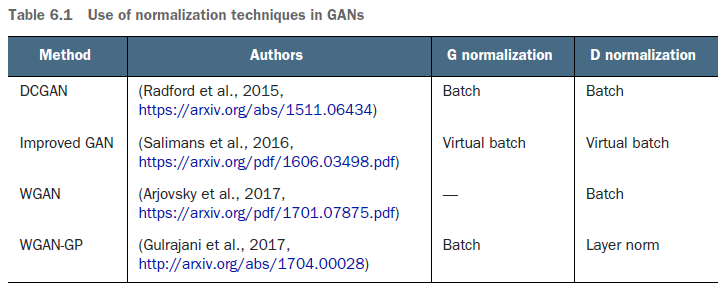 Table 6.1 Use of normalization techniques in GANs
Method Authors G normalization D normalization
DCGAN (Radford et al., 2015, Batch Batch
https://arxiv.org/abs/1511.06434)
Improved GAN (Salimans et al., 2016, Virtual batch Virtual batch
https://arxiv.org/pdf/1606.03498.pdf)
WGAN (Arjovsky et al., 2017, — Batch
https://arxiv.org/pdf/1701.07875.pdf)
WGAN-GP (Gulrajani et al., 2017, Batch Layer norm
http://arxiv.org/abs/1704.00028)